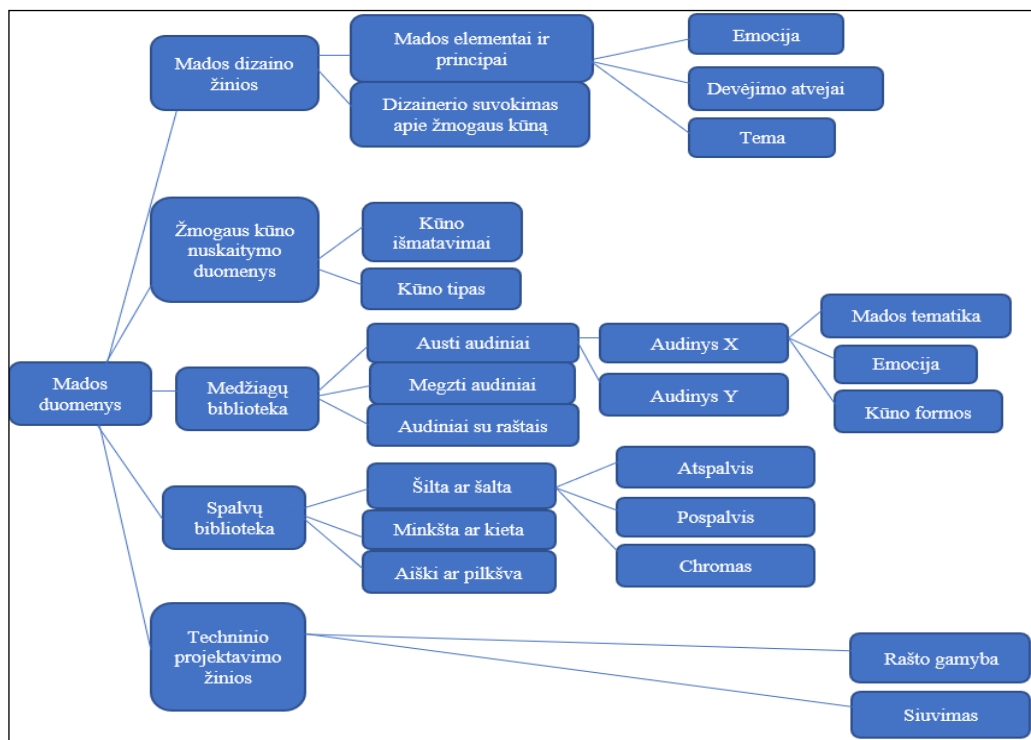 Mados
duomenys
Mados dizaino
žinios
Mados elementai ir
principai
Dizainerio suvokimas
apie žmogaus kūną
Emocija
Devėjimo atvejai
Tema
Žmogaus kūno
nuskaitymo
duomenys
Kūno
išmatavimai
Kūno tipas
Medžiagų
biblioteka
Austi audiniai
Megzti audiniai
Audiniai su raštais
Audinys X
Audinys Y
Mados tematika
Emocija
Kūno formos
Spalvų
biblioteka
Šilta ar šalta
Minkšta ar kieta
Aiški ar pilkšva
Atspalvis
Pospalvis
Chromas
Techninio
projektavimo
žinios
Rašto gamyba
Siuvimas